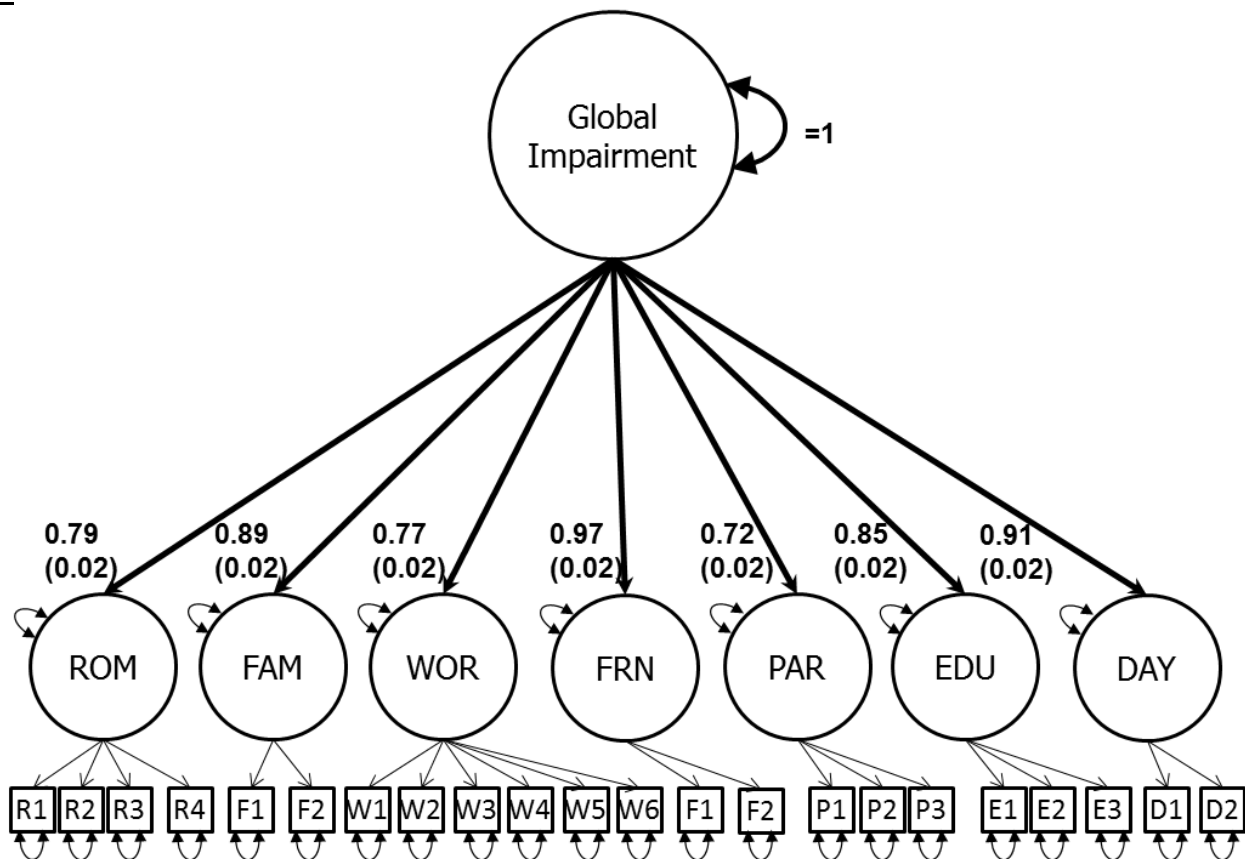 Global
Impairment
=1
0.79
(0.02)
0.89
(0.02)
0.77
(0.02)
0.97
(0.02)
0.72
(0.02)
0.85
(0.02)
0.91
(0.02)
ROM
FAM
WOR
FRN
PAR
EDU
DAY
R1 R2 R3 R4 F1 F2 W1 W2 W3 W4 W5 W6 F1 F2 P1 P2 P3 E1 E2 E3 D1 D2